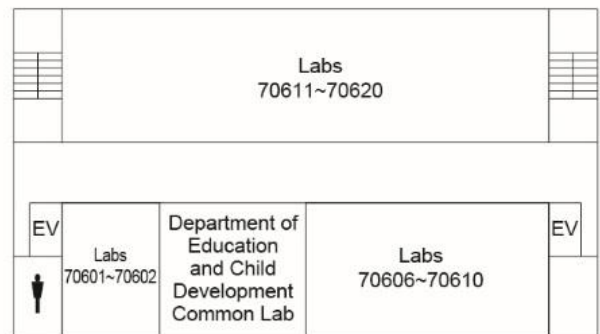 Labs
70611~70620
EV
Labs
70601~70602
Department of
Education
and Child
Development
Common Lab
Labs
70606~70610
EV